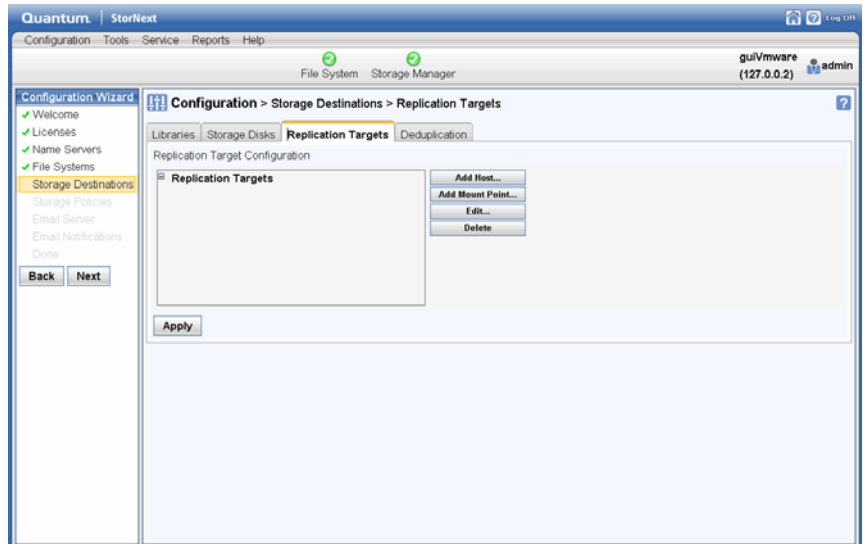 Quantum. StorNext
Log Off
Configuration Tools Service Reports Help
File System Storage Manager
guiVmware
(127.0.0.2)
admin
Configuration Wizard
Welcome
Licenses
Name Servers
File Systems
Storage Destinations
Storage Policies
Email Server
Email Notifications
Done
Back Next
Configuration > Storage Destinations > Replication Targets
?
Libraries Storage Disks Replication Targets Deduplication
Replication Target Configuration
Replication Targets
Add Host...
Add Mount Point...
Edit...
Delete
Apply